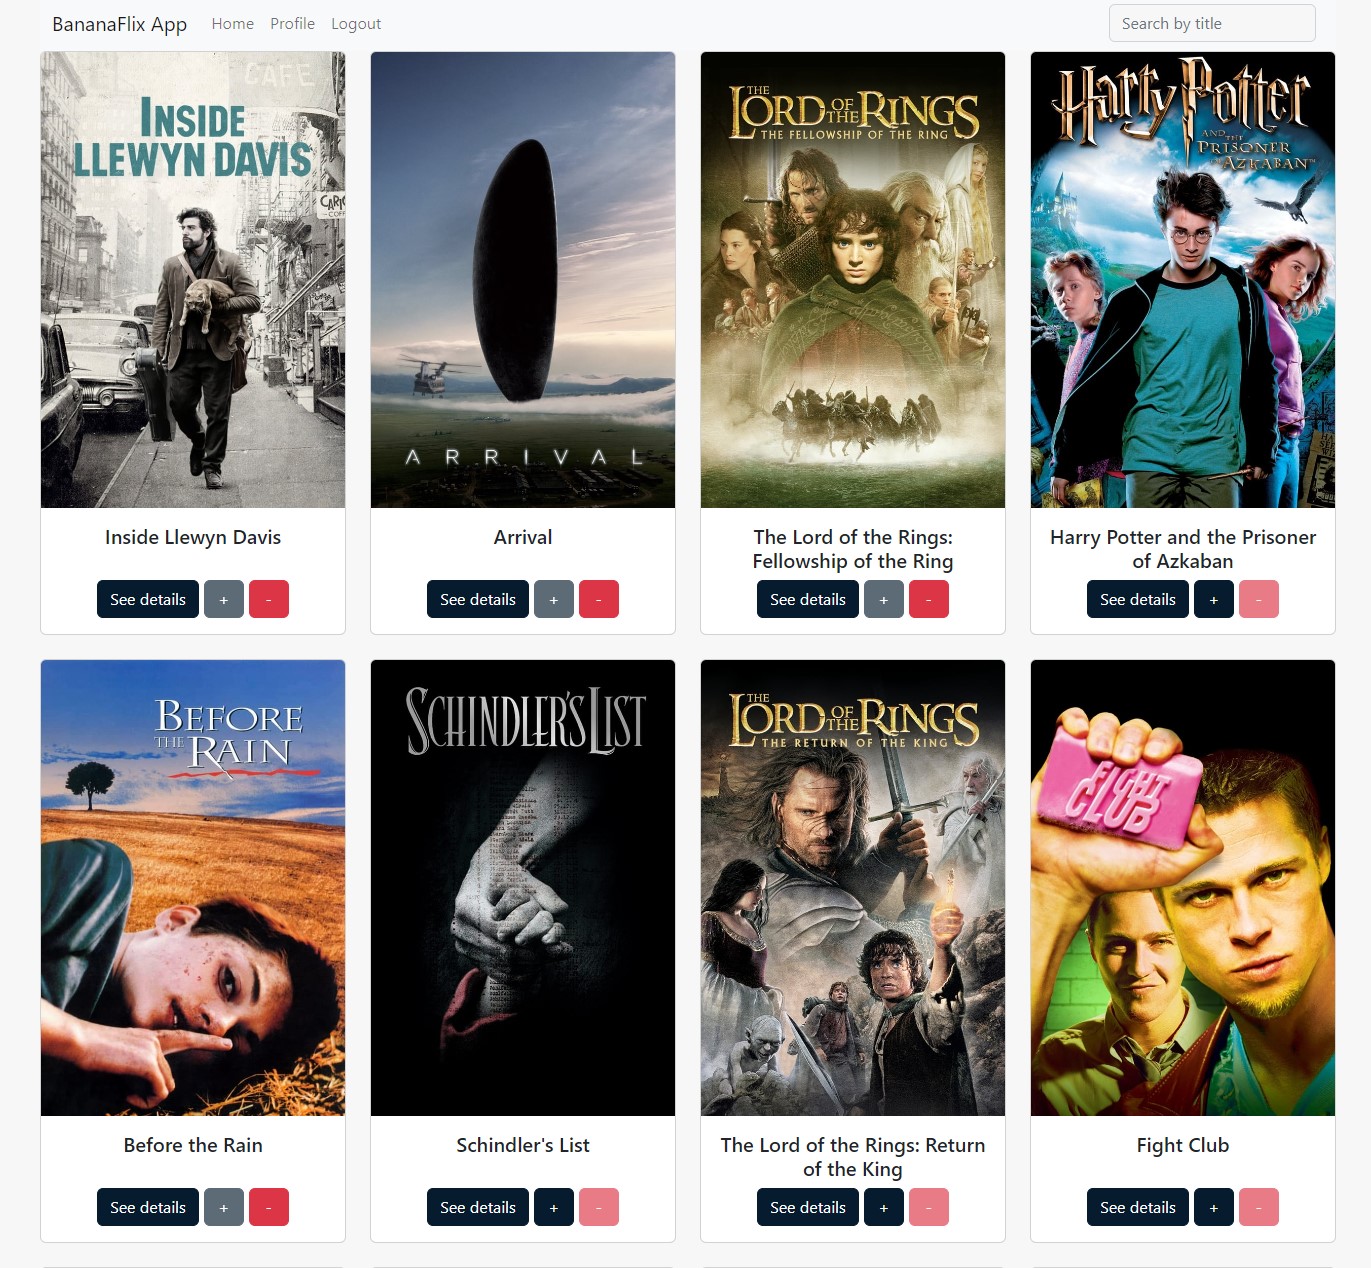 BananaFlix App Home Profile Logout Search by title
CAFE
INSIDE
LLEWYN DAVIS
ARRIVAL
THE
LORD OF THE RINGS
THE FELLOWSHIP OF THE RING
Harry Potter
AND THE
PRISONER
OF AZKABAN™
Inside Llewyn Davis
Arrival
The Lord of the Rings:
Fellowship of the Ring
Harry Potter and the Prisoner
of Azkaban
See details + -
See details + -
See details + -
See details + -
BEFORE
THE RAIN
SCHINDLER'S LIST
THE
LORD OF THE RINGS
THE RETURN OF THE KING
FIGHT
CLUB
Before the Rain
Schindler's List
The Lord of the Rings: Return
of the King
Fight Club
See details + -
See details + -
See details + -
See details + -